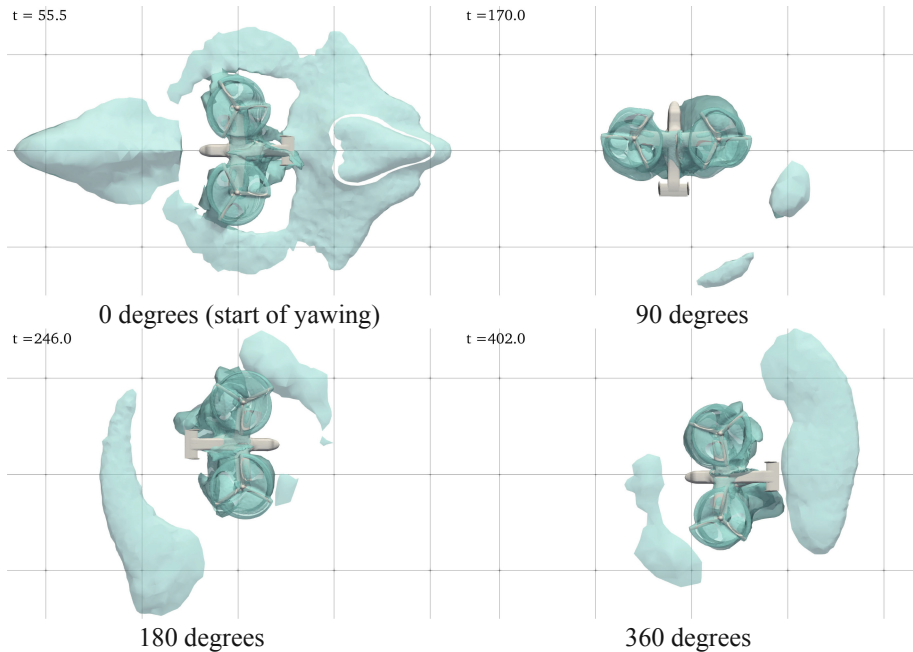 t = 55.5
t =170.0
0 degrees (start of yawing)
90 degrees
t =246.0
t =402.0
180 degrees
360 degrees